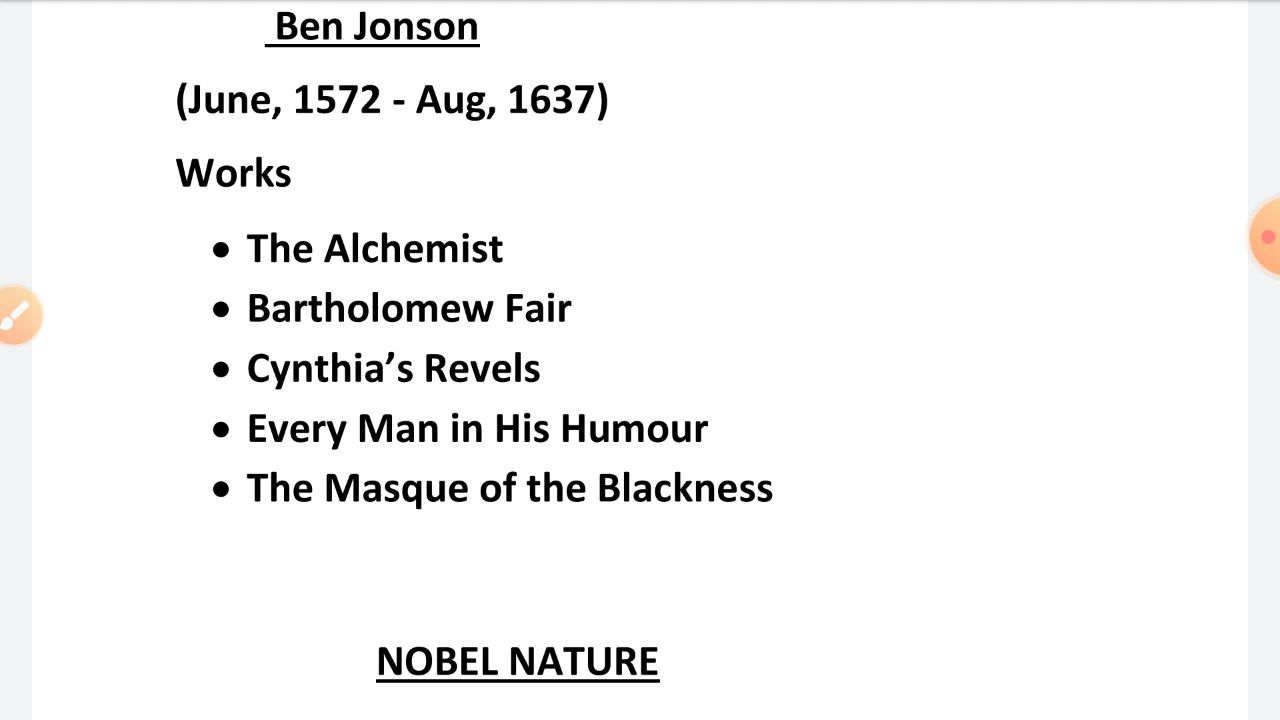 Ben Jonson
(June, 1572 - Aug, 1637)
Works
• The Alchemist
• Bartholomew Fair
• Cynthia’s Revels
• Every Man in His Humour
• The Masque of the Blackness
NOBEL NATURE